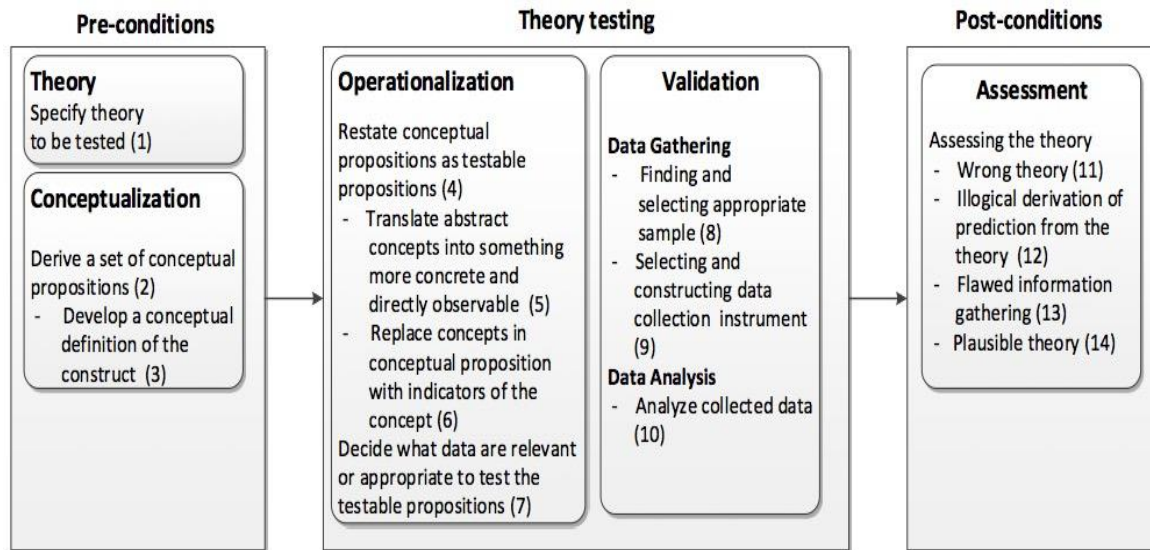 Pre-conditions
Theory
Specify theory
to be tested (1)
Conceptualization
Derive a set of conceptual
propositions (2)
- Develop a conceptual
definition of the
construct (3)
Theory testing
Operationalization
Restate conceptual
propositions as testable
propositions (4)
- Translate abstract
concepts into something
more concrete and
directly observable (5)
- Replace concepts in
conceptual proposition
with indicators of the
concept (6)
Decide what data are relevant
or appropriate to test the
testable propositions (7)
Validation
Data Gathering
- Finding and
selecting appropriate
sample (8)
- Selecting and
constructing data
collection instrument
(9)
Data Analysis
- Analyze collected data
(10)
Post-conditions
Assessment
Assessing the theory
- Wrong theory (11)
- Illogical derivation of
prediction from the
theory (12)
- Flawed information
gathering (13)
- Plausible theory (14)